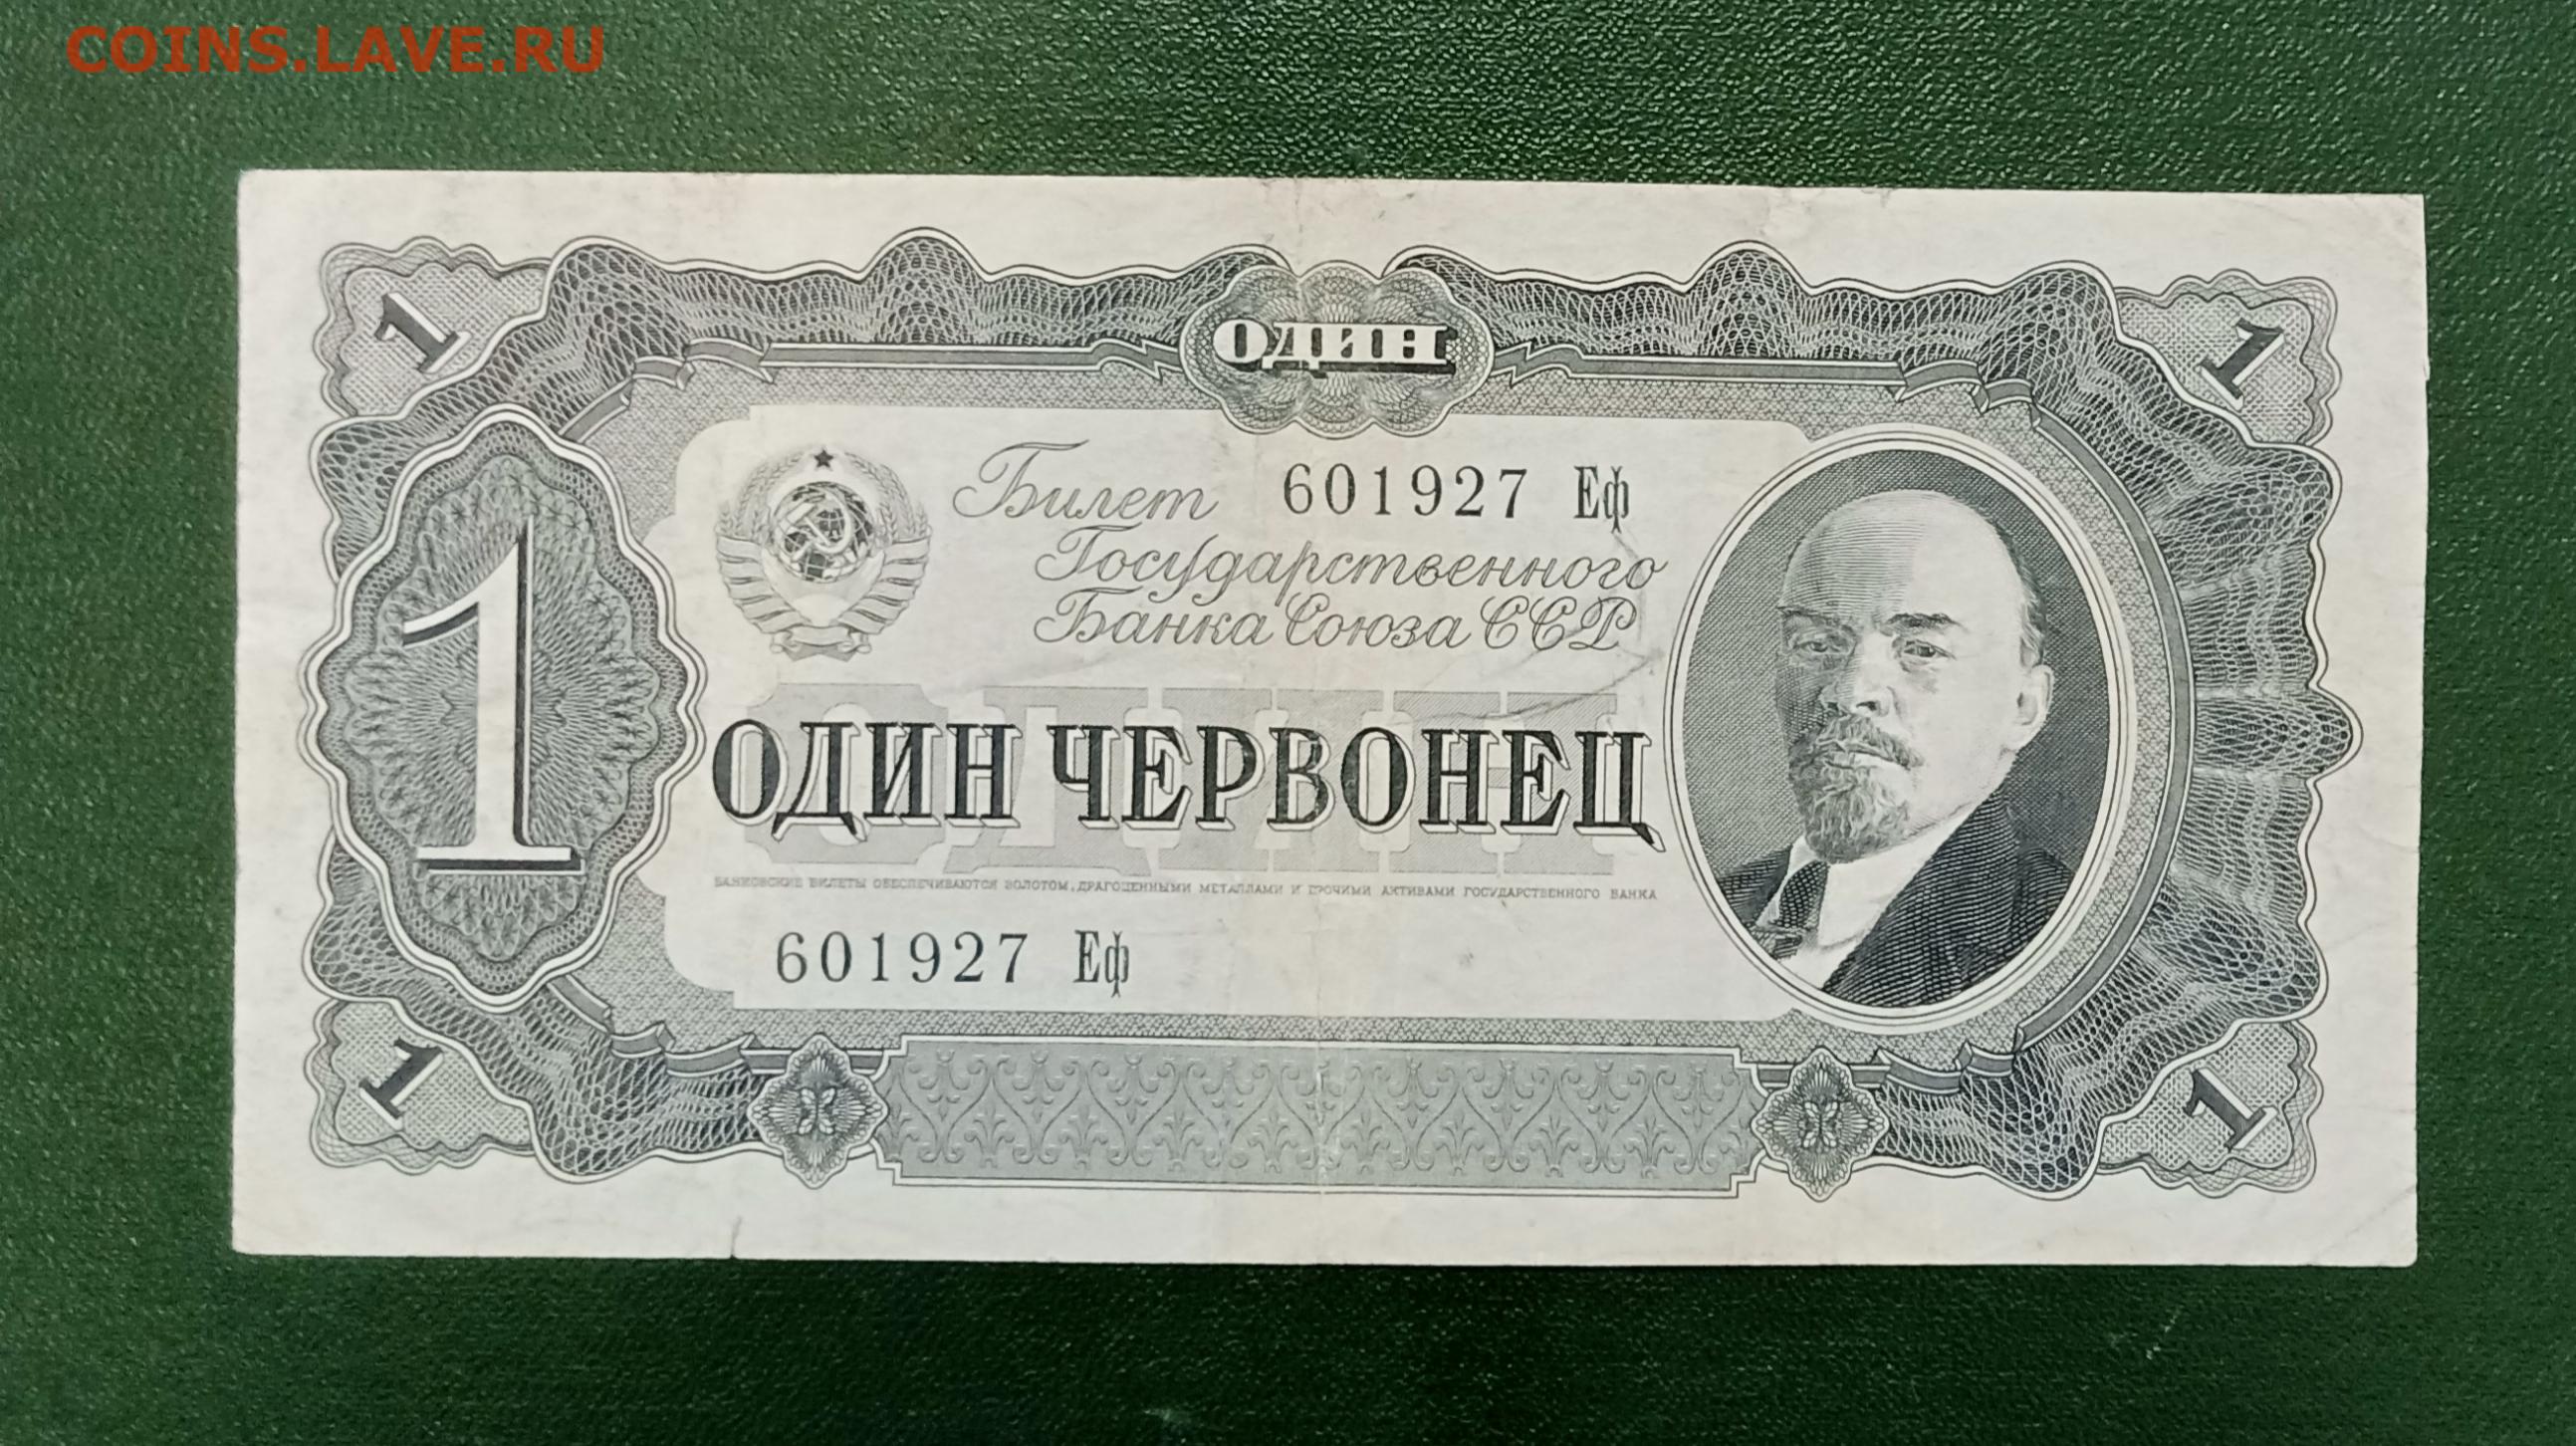 COINS.LAVE.RU
1
ОДИН
1
Билет 601927 Еф
Государственного
Банка Союза ССР
1
ОДИН
ОДИН ЧЕРВОНЕЦ
БАНКОВСКИЕ БИЛЕТЫ ОБЕСПЕЧИВАЮТСЯ ЗОЛОТОМ, ДРАГОЦЕННЫМИ МЕТАЛЛАМИ И ПРОЧИМИ АКТИВАМИ ГОСУДАРСТВЕННОГО БАНКА
601927 Еф
1
1